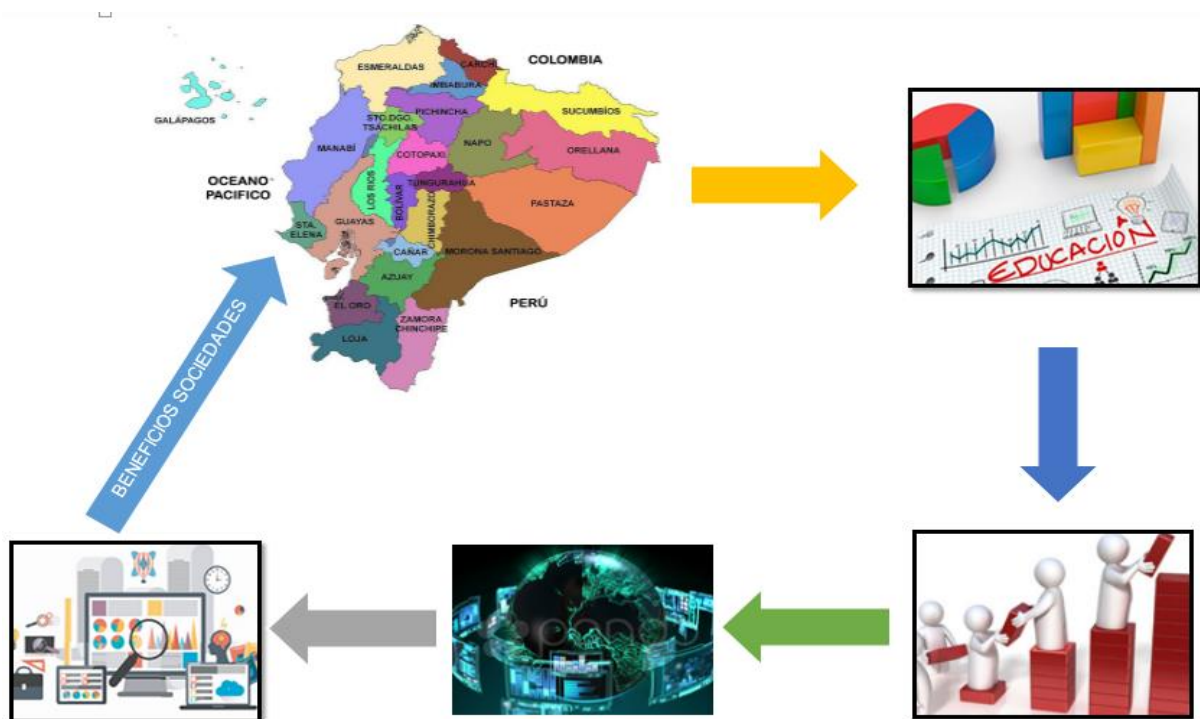 COLOMBIA
CARCHI
ESMERALDAS
IMBABURA
SUCUMBÍOS
PICHINCHA
GALÁPAGOS
STO.DGO.
TSACHILAS
NAPO
ORELLANA
MANABÍ
COTOPAXI
OCEANO
PACIFICO
TUNGURAHUA
LOS RIOS
BOLIVAR
PASTAZA
CHIMBORAZO
STA.
ELENA
GUAYAS
CAÑAR
MORONA SANTIAGO
AZUAY
PERÚ
EL ORO
ZAMORA
CHINCHIPE
LOJA
EDUCACIÓN
BENEFICIOS SOCIEDADES